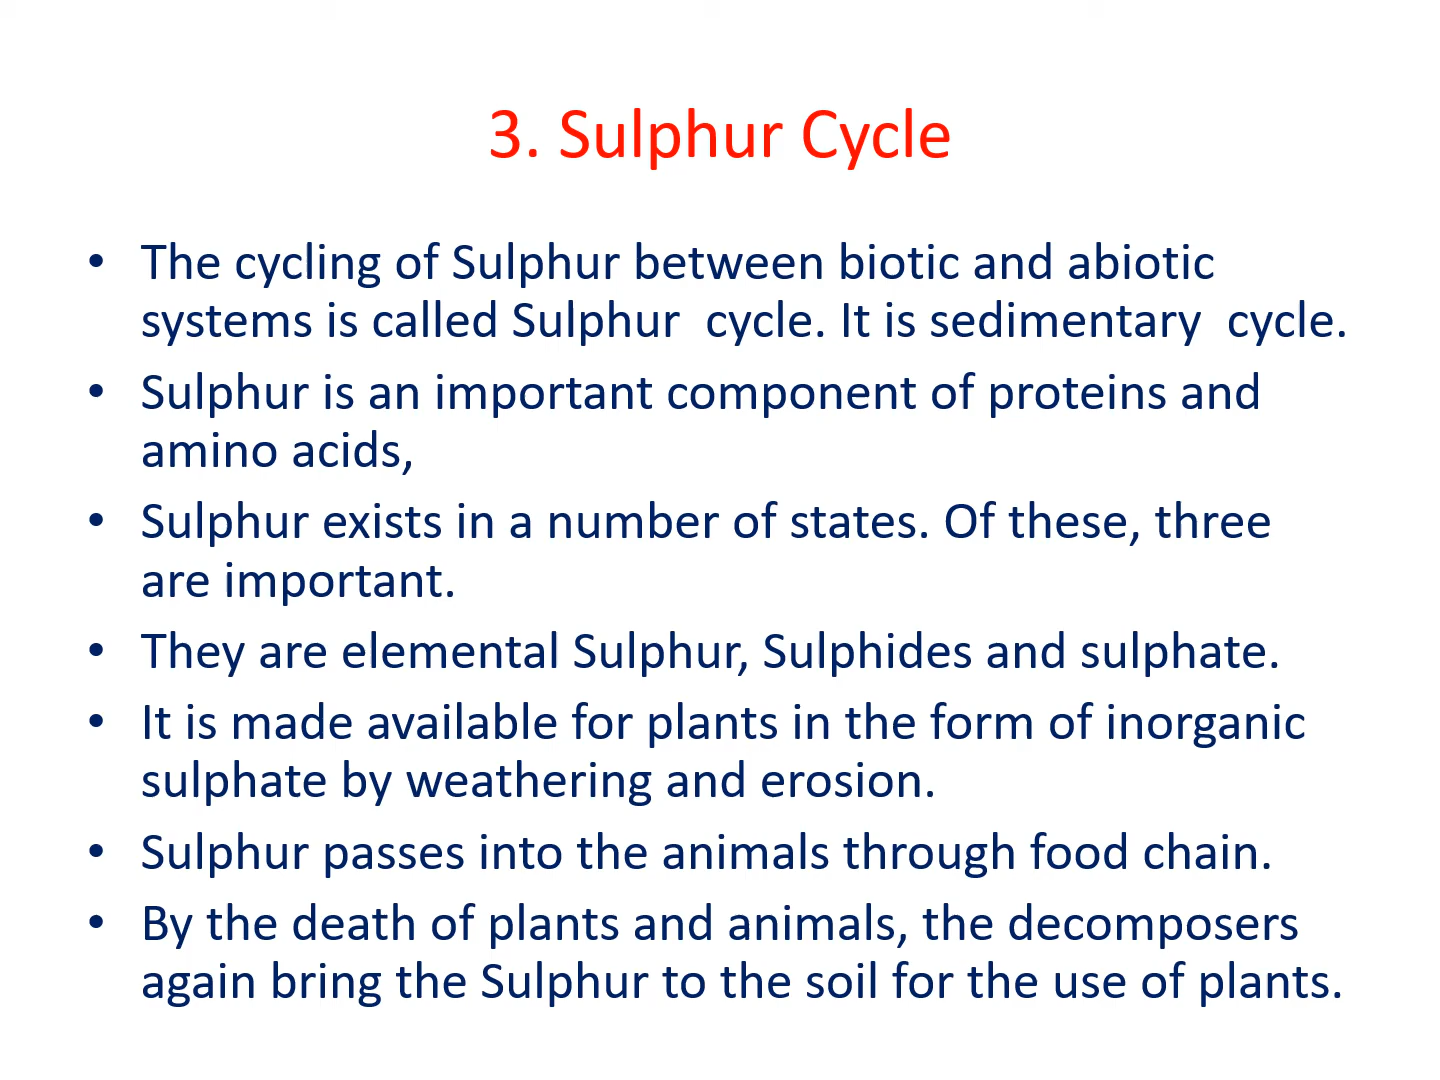 3. Sulphur Cycle
• The cycling of Sulphur between biotic and abiotic
systems is called Sulphur  cycle. It is sedimentary  cycle.
• Sulphur is an important component of proteins and
amino acids,
• Sulphur exists in a number of states. Of these, three
are important.
• They are elemental Sulphur, Sulphides and sulphate.
• It is made available for plants in the form of inorganic
sulphate by weathering and erosion.
• Sulphur passes into the animals through food chain.
• By the death of plants and animals, the decomposers
again bring the Sulphur to the soil for the use of plants.